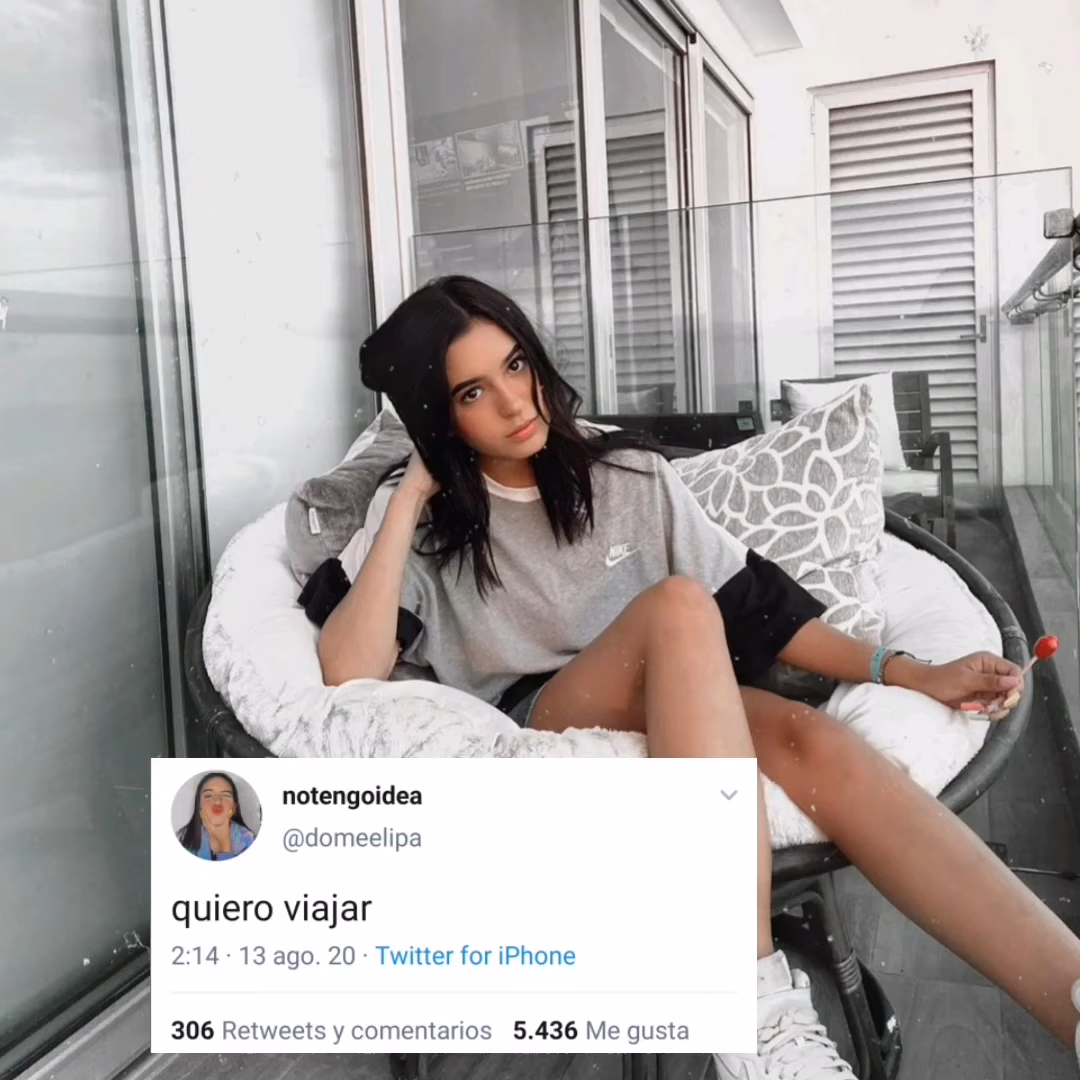 NIKE
notengoidea
@domeelipa
quiero viajar
2:14 · 13 ago. 20 · Twitter for iPhone
306 Retweets y comentarios 5.436 Me gusta